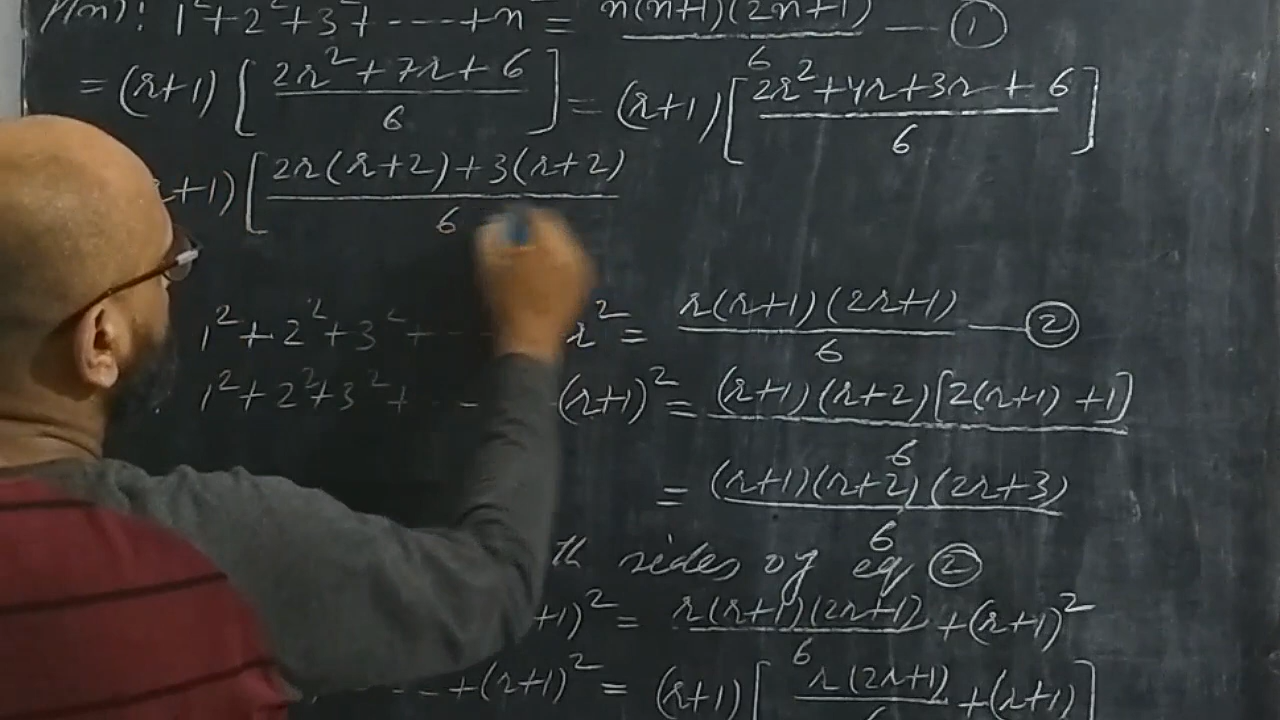 P(n): 1² + 2² + 3² + ---- + n² = n(n+1)(2n+1)/6 — ①
= (r+1) [ 2r²+7r+6 / 6 ] = (r+1) [ 2r²+4r+3r+6 / 6 ]
+1) [ 2r(r+2)+3(r+2) / 6
1² + 2² + 3² + -- r² = r(r+1)(2r+1)/6 — ②
1² + 2² + 3² + -- (r+1)² = (r+1)(r+2)[2(r+1)+1]/6
= (r+1)(r+2)(2r+3)/6
sides of eq ②
+1)² = r(r+1)(2r+1)/6 + (r+1)²
---- + (r+1)² = (r+1) [ r(2r+1)/6 + (r+1) ]